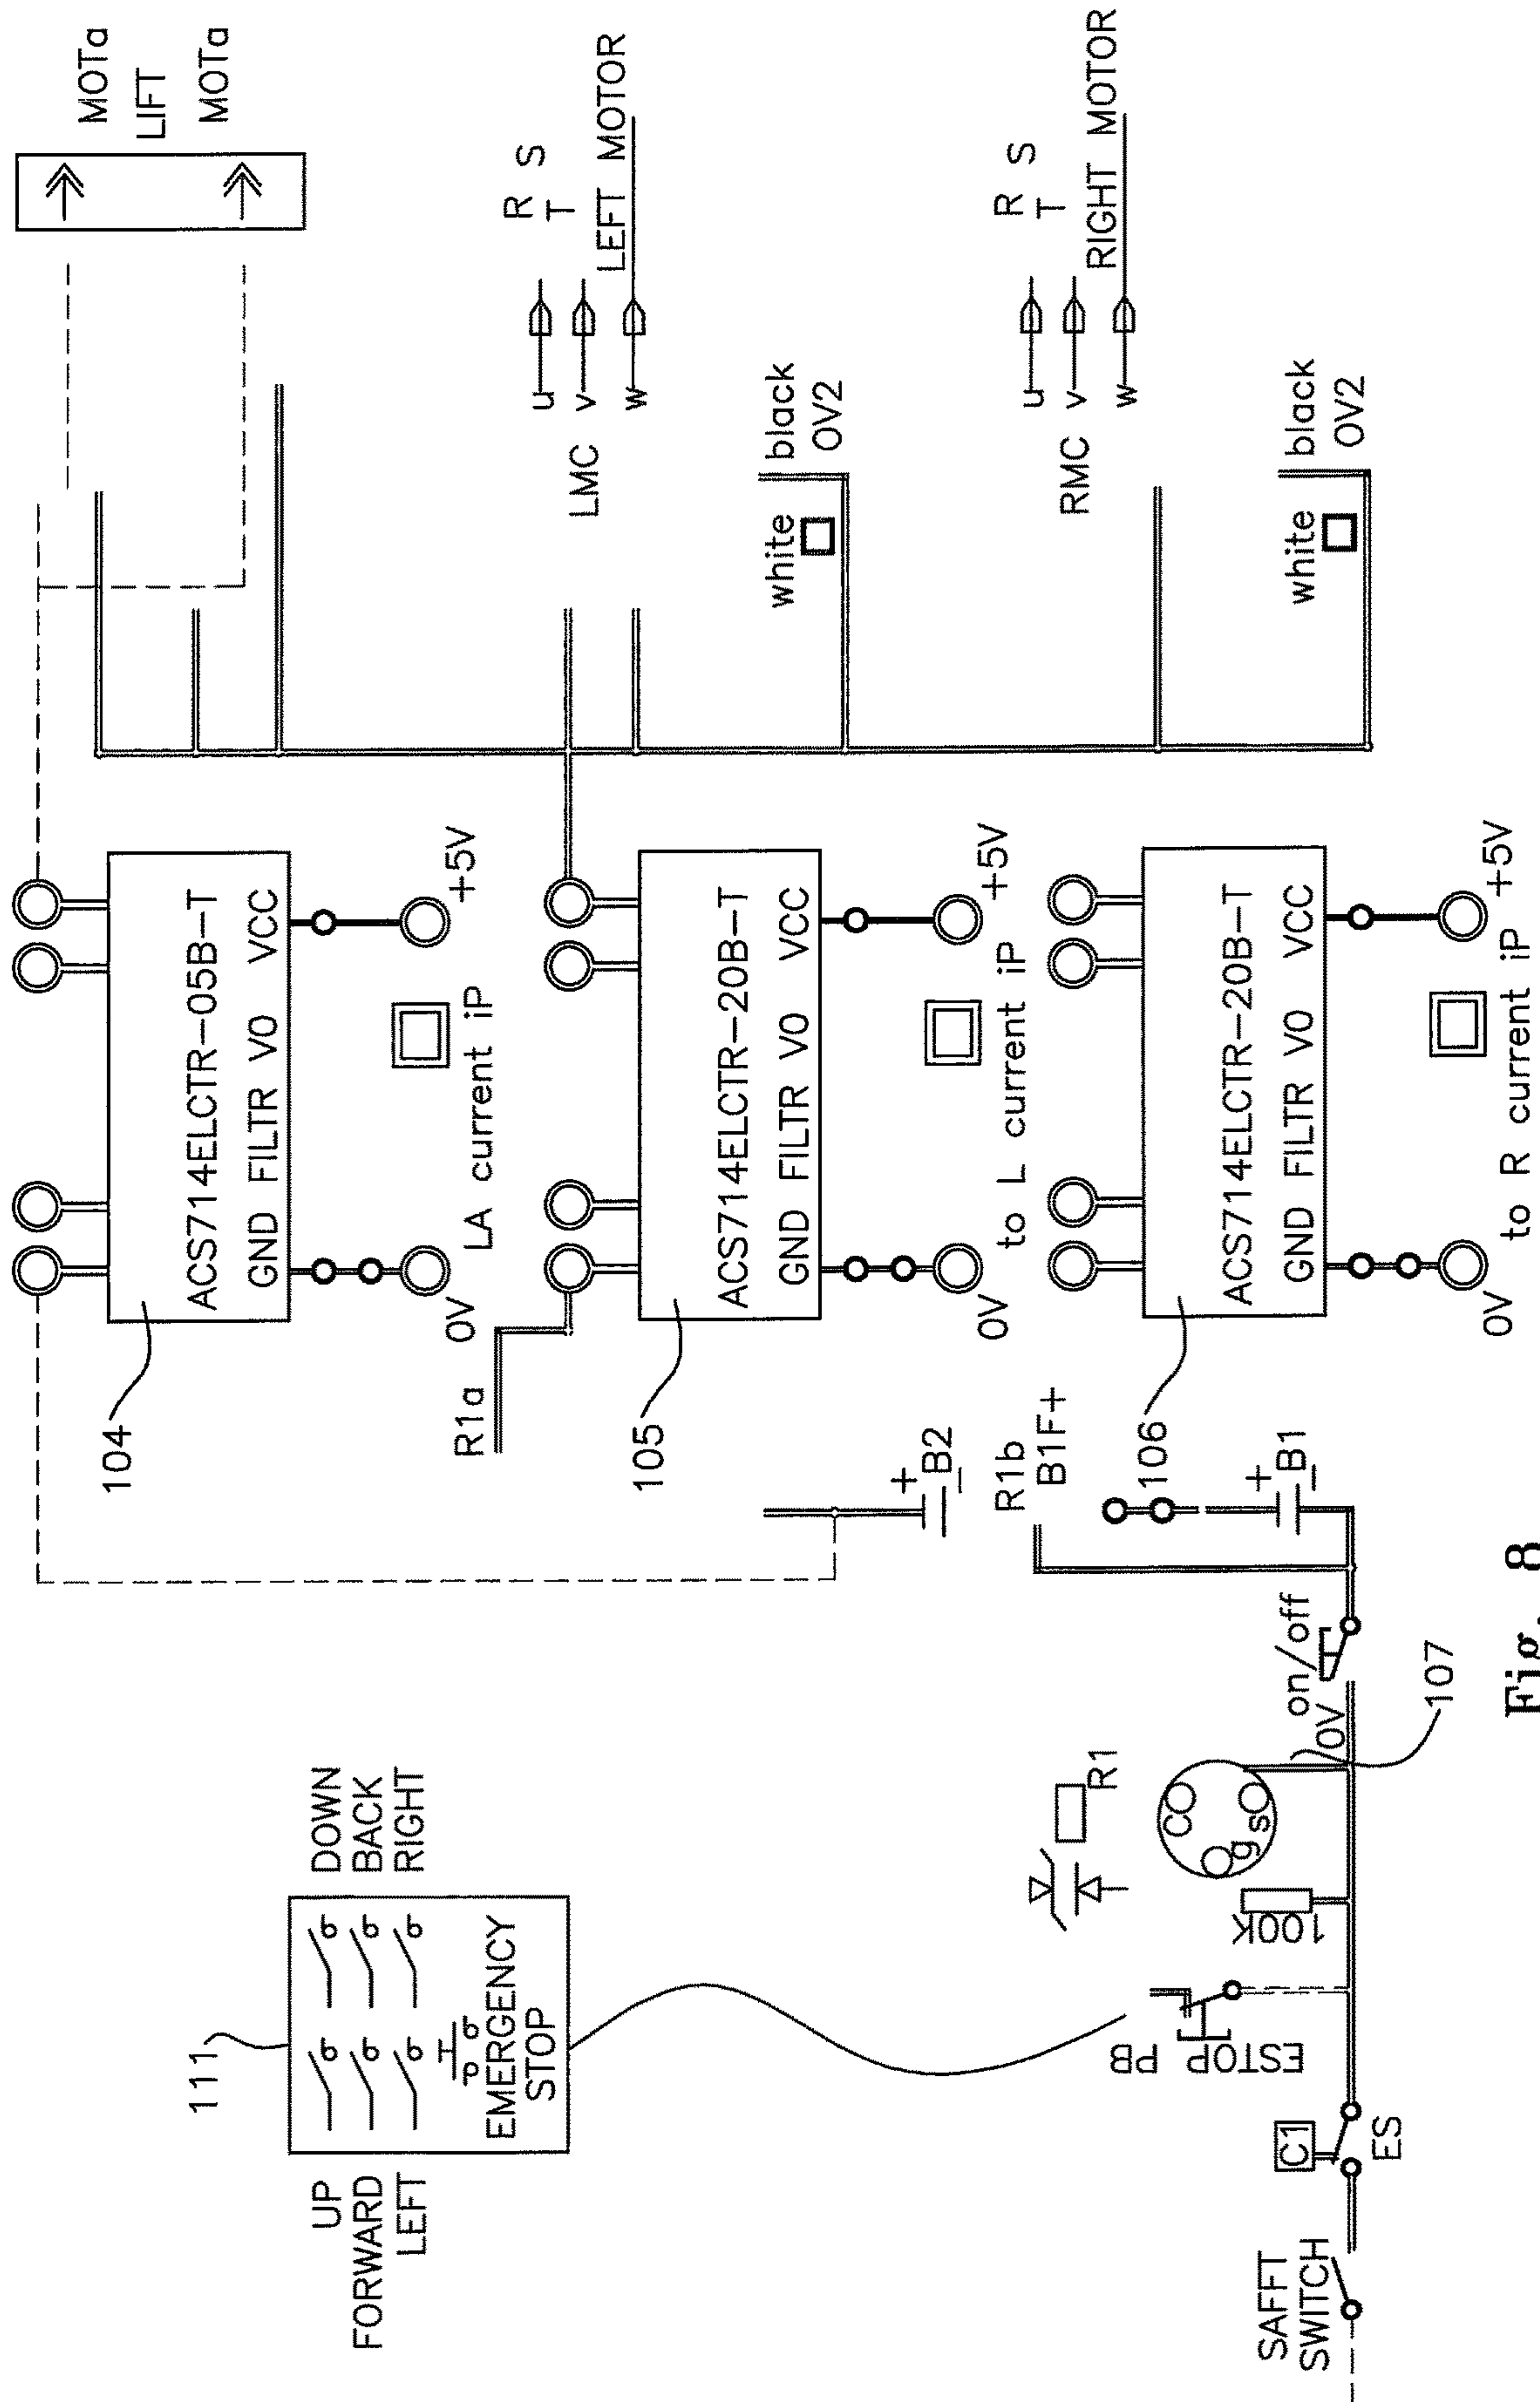 111
UP
FORWARD
LEFT
DOWN
BACK
RIGHT
EMERGENCY
STOP
104
ACS714ELCTR-05B-T
GND FILTR VO VCC
0V
+5V
LA current iP
MOTa
LIFT
MOTa
R1a
105
ACS714ELCTR-20B-T
GND FILTR VO VCC
0V
+5V
to L current iP
LMC
u
v
w
R S
T
LEFT MOTOR
white
black
0V2
+
B2
-
R1b
B1F+
106
ACS714ELCTR-20B-T
GND FILTR VO VCC
0V
+5V
to R current iP
RMC
u
v
w
R S
T
RIGHT MOTOR
white
black
0V2
+
B1
-
SAFFT
SWITCH
C1
ES
ESTOP PB
100K
R1
C
g
s
0V
on/off
107
Fig. 8